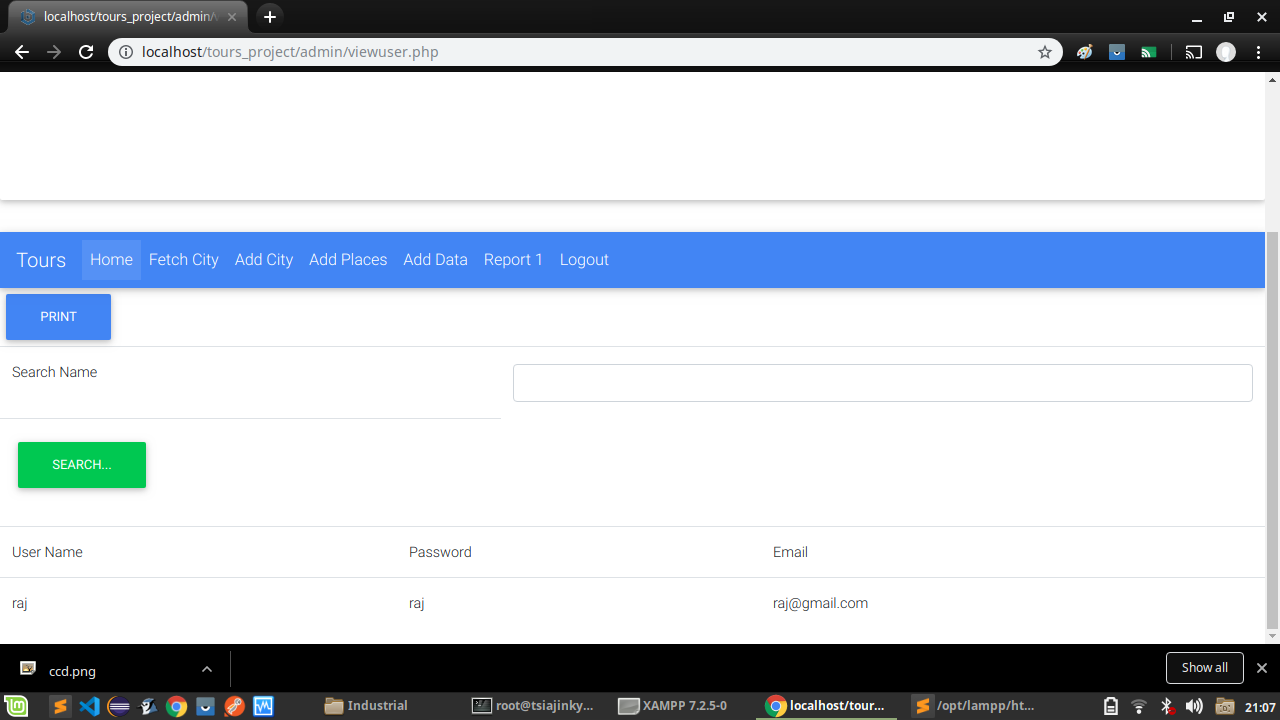 localhost/tours_project/admin/v
localhost/tours_project/admin/viewuser.php
Tours Home Fetch City Add City Add Places Add Data Report 1 Logout
PRINT
Search Name
SEARCH...
User Name Password Email
raj raj raj@gmail.com
ccd.png Show all
Industrial root@tsiajinky... XAMPP 7.2.5-0 localhost/tour... /opt/lampp/ht... 21:07